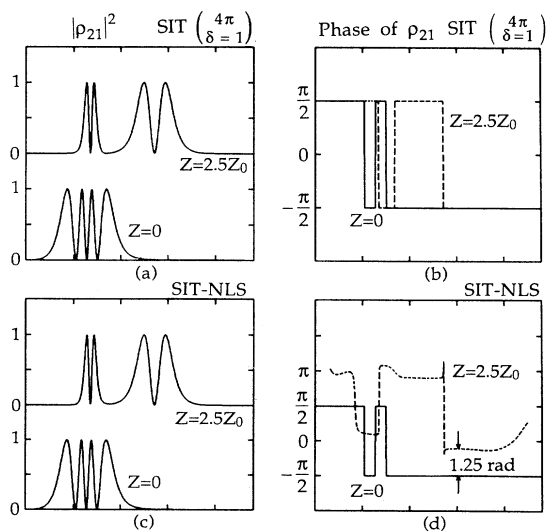 |ρ21|² SIT (4π δ = 1)
1
0
Z=2.5Z0
1
Z=0
0
(a)
Phase of ρ21 SIT (4π δ=1)
π/2
Z=2.5Z0
0
-π/2
Z=0
(b)
SIT-NLS
1
0
Z=2.5Z0
1
Z=0
0
(c)
SIT-NLS
π
Z=2.5Z0
π/2
0
1.25 rad
-π/2
Z=0
(d)